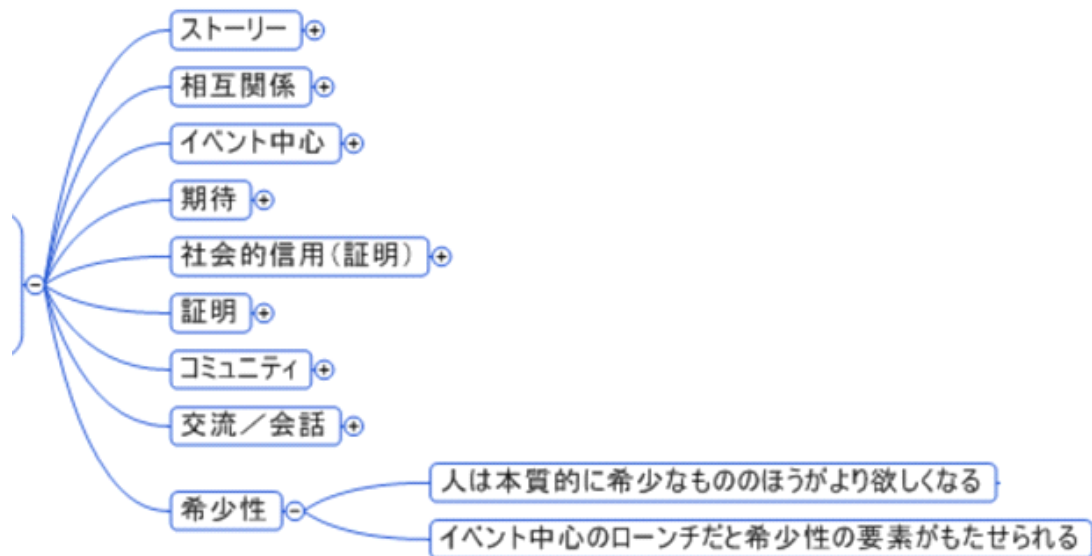 ストーリー
相互関係
イベント中心
期待
社会的信用（証明）
証明
コミュニティ
交流／会話
希少性
人は本質的に希少なもののほうがより欲しくなる
イベント中心のローンチだと希少性の要素がもたせられる